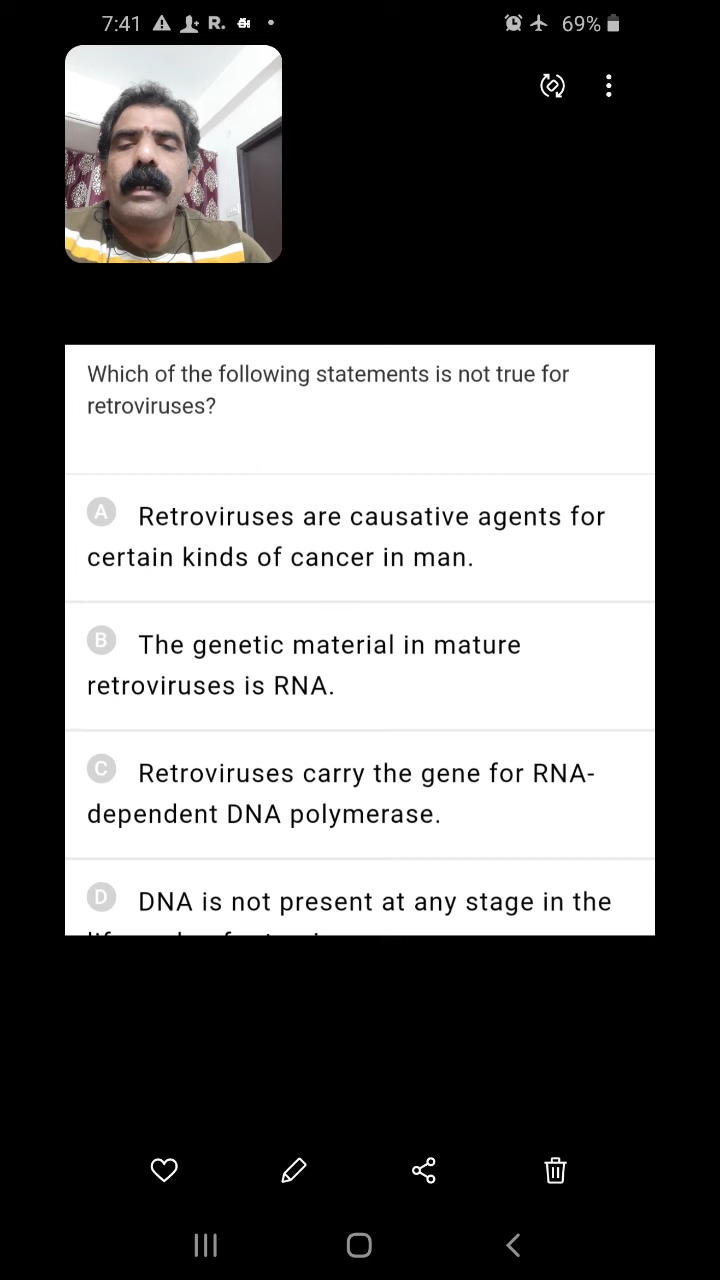 7:41 R. 69%
Which of the following statements is not true for
retroviruses?
A Retroviruses are causative agents for
certain kinds of cancer in man.
B The genetic material in mature
retroviruses is RNA.
C Retroviruses carry the gene for RNA-
dependent DNA polymerase.
D DNA is not present at any stage in the